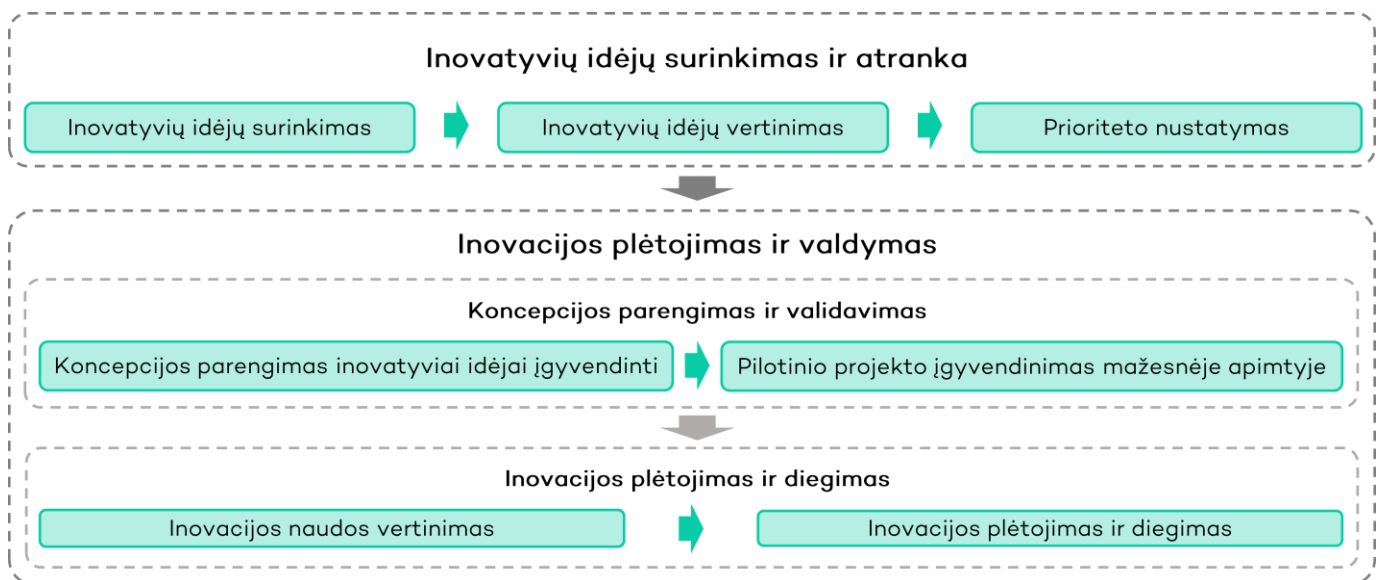 Inovatyvių idėjų surinkimas ir atranka
Inovatyvių idėjų surinkimas
Inovatyvių idėjų vertinimas
Prioriteto nustatymas
Inovacijos plėtojimas ir valdymas
Koncepcijos parengimas ir validavimas
Koncepcijos parengimas inovatyviai idėjai įgyvendinti
Pilotinio projekto įgyvendinimas mažesnėje apimtyje
Inovacijos plėtojimas ir diegimas
Inovacijos naudos vertinimas
Inovacijos plėtojimas ir diegimas